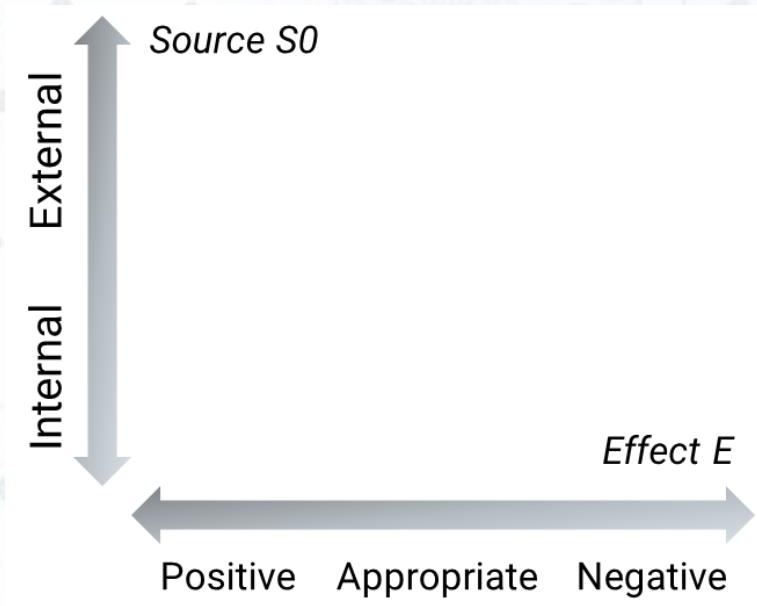 Source S0
External
Internal
Effect E
Positive Appropriate Negative